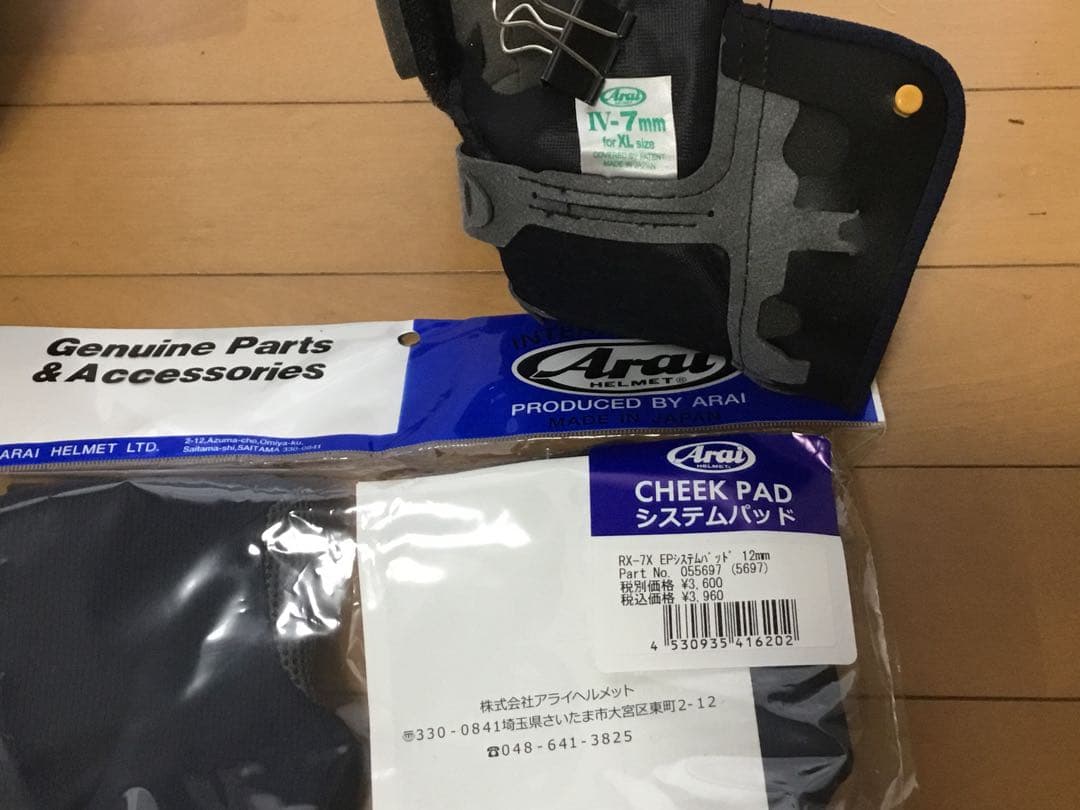 Arai
IV-7mm
for XL size
COVERED BY PATENT
MADE IN JAPAN
Genuine Parts
& Accessories
ARAI HELMET LTD.
2-12,Azuma-cho,Omiya-ku,
Saitama-shi,SAITAMA 330-0841
Arai
HELMET®
PRODUCED BY ARAI
MADE IN JAPAN
Arai
HELMET
CHEEK PAD
システムパッド
RX-7X EPシステムパッド 12mm
Part No. 055697 (5697)
税別価格 ¥3,600
税込価格 ¥3,960
4 530935 416202
株式会社アライヘルメット
〠330-0841埼玉県さいたま市大宮区東町2-12
☎048-641-3825